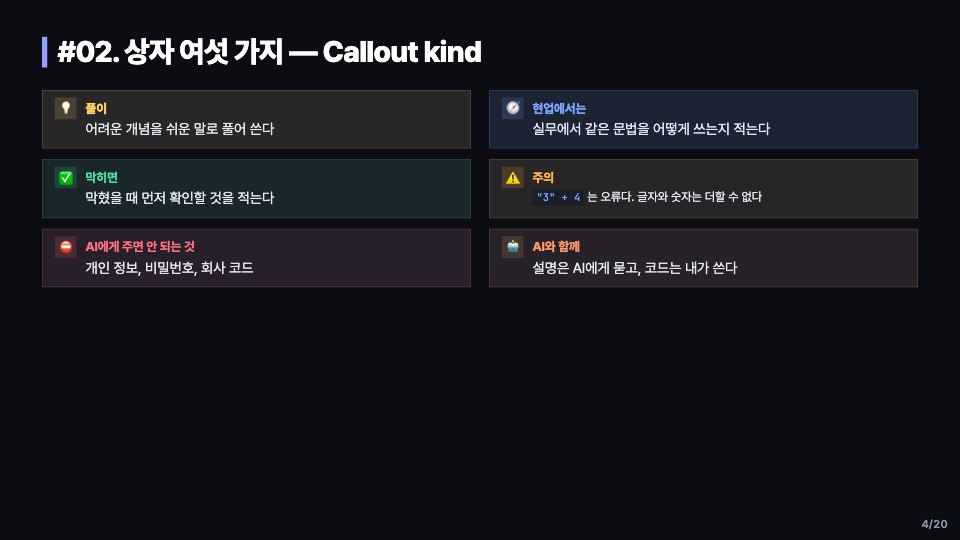 #02. 상자 여섯 가지 — Callout kind
풀이
어려운 개념을 쉬운 말로 풀어 쓴다
현업에서는
실무에서 같은 문법을 어떻게 쓰는지 적는다
막히면
막혔을 때 먼저 확인할 것을 적는다
주의
"3" + 4 는 오류다. 글자와 숫자는 더할 수 없다
AI에게 주면 안 되는 것
개인 정보, 비밀번호, 회사 코드
AI와 함께
설명은 AI에게 묻고, 코드는 내가 쓴다
4/20